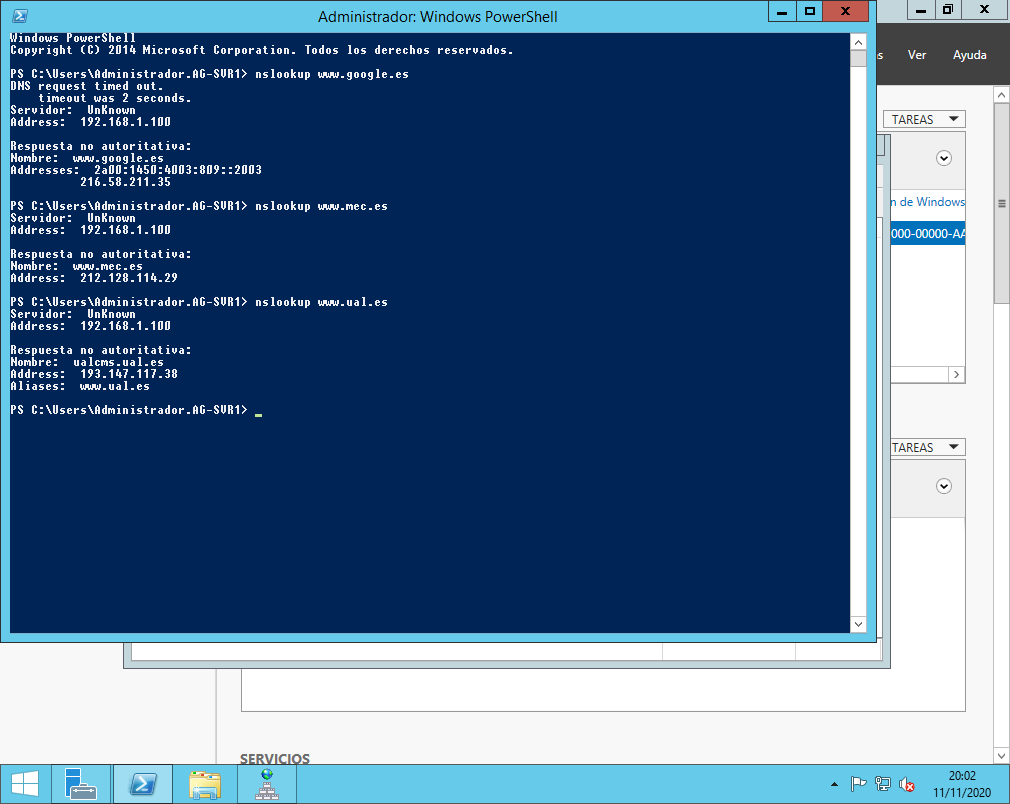 Administrador: Windows PowerShell
Windows PowerShell
Copyright (C) 2014 Microsoft Corporation. Todos los derechos reservados.
PS C:\Users\Administrador.AG-SVR1> nslookup www.google.es
DNS request timed out.
timeout was 2 seconds.
Servidor:  UnKnown
Address:  192.168.1.100
Respuesta no autoritativa:
Nombre:  www.google.es
Addresses:  2a00:1450:4003:809::2003
216.58.211.35
PS C:\Users\Administrador.AG-SVR1> nslookup www.mec.es
Servidor:  UnKnown
Address:  192.168.1.100
Respuesta no autoritativa:
Nombre:  www.mec.es
Address:  212.128.114.29
PS C:\Users\Administrador.AG-SVR1> nslookup www.ual.es
Servidor:  UnKnown
Address:  192.168.1.100
Respuesta no autoritativa:
Nombre:  ualcms.ual.es
Address:  193.147.117.38
Aliases:  www.ual.es
PS C:\Users\Administrador.AG-SVR1> _
s Ver Ayuda
TAREAS
n de Windows
000-00000-AA
TAREAS
SERVICIOS
20:02
11/11/2020